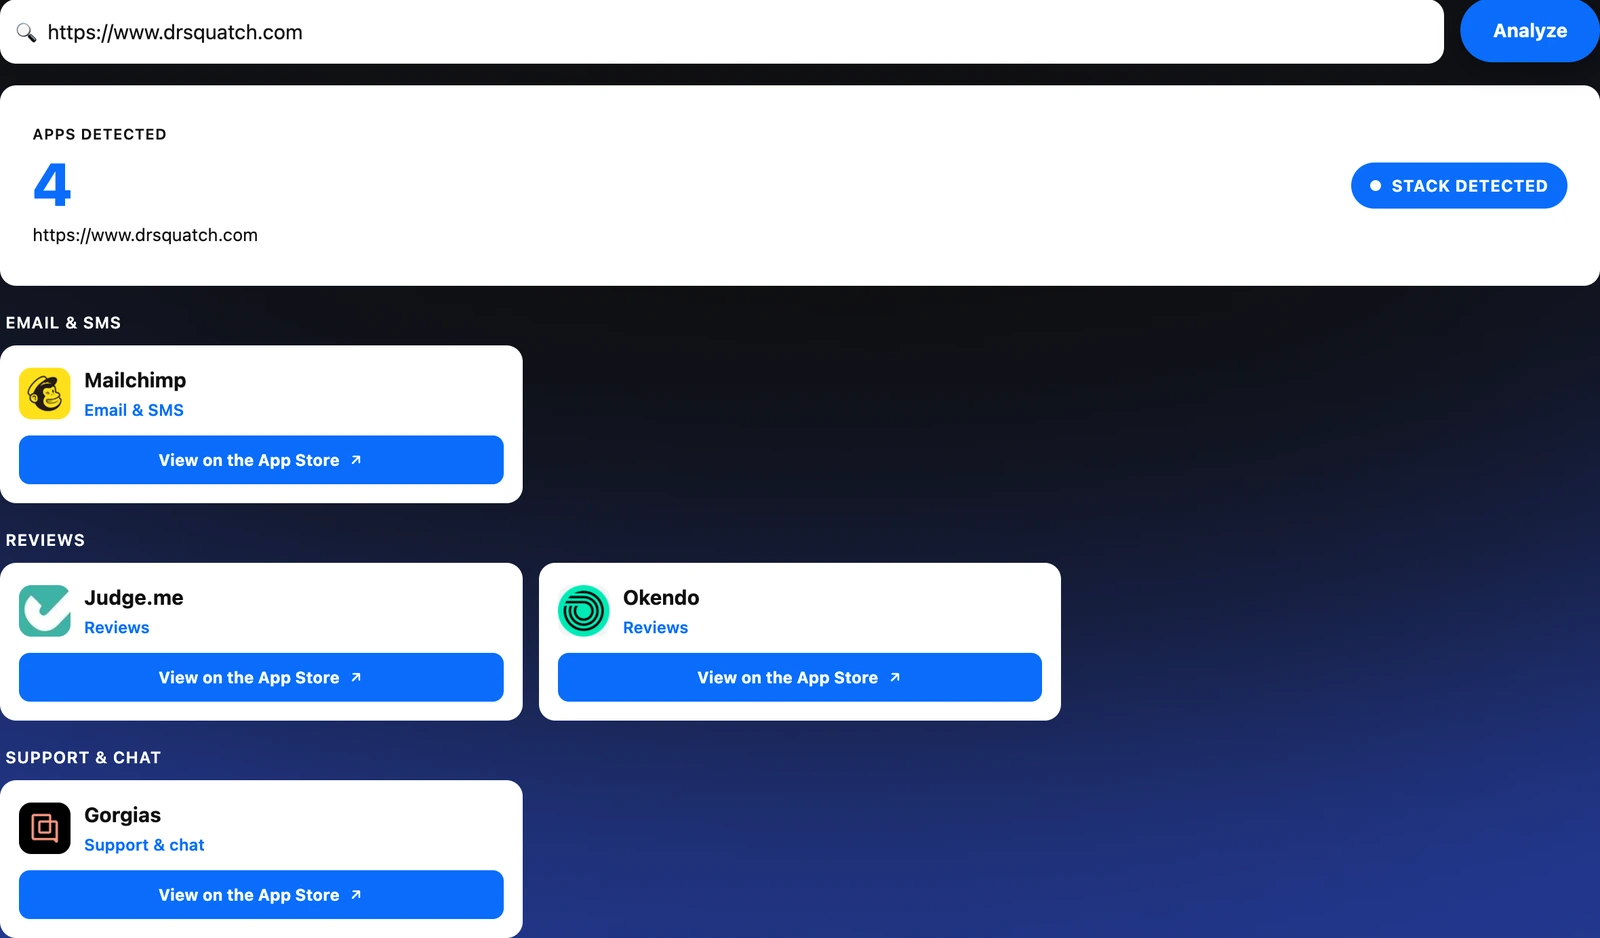 https://www.drsquatch.com
Analyze
APPS DETECTED
4
https://www.drsquatch.com
STACK DETECTED
EMAIL & SMS
Mailchimp
Email & SMS
View on the App Store ↗
REVIEWS
Judge.me
Reviews
View on the App Store ↗
Okendo
Reviews
View on the App Store ↗
SUPPORT & CHAT
Gorgias
Support & chat
View on the App Store ↗